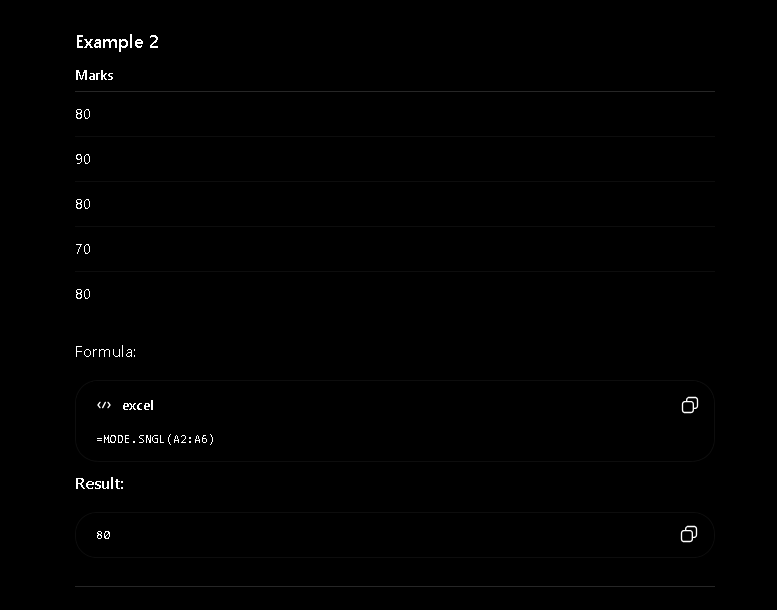 Example 2
Marks
80
90
80
70
80
Formula:
excel
=MODE.SNGL(A2:A6)
Result:
80